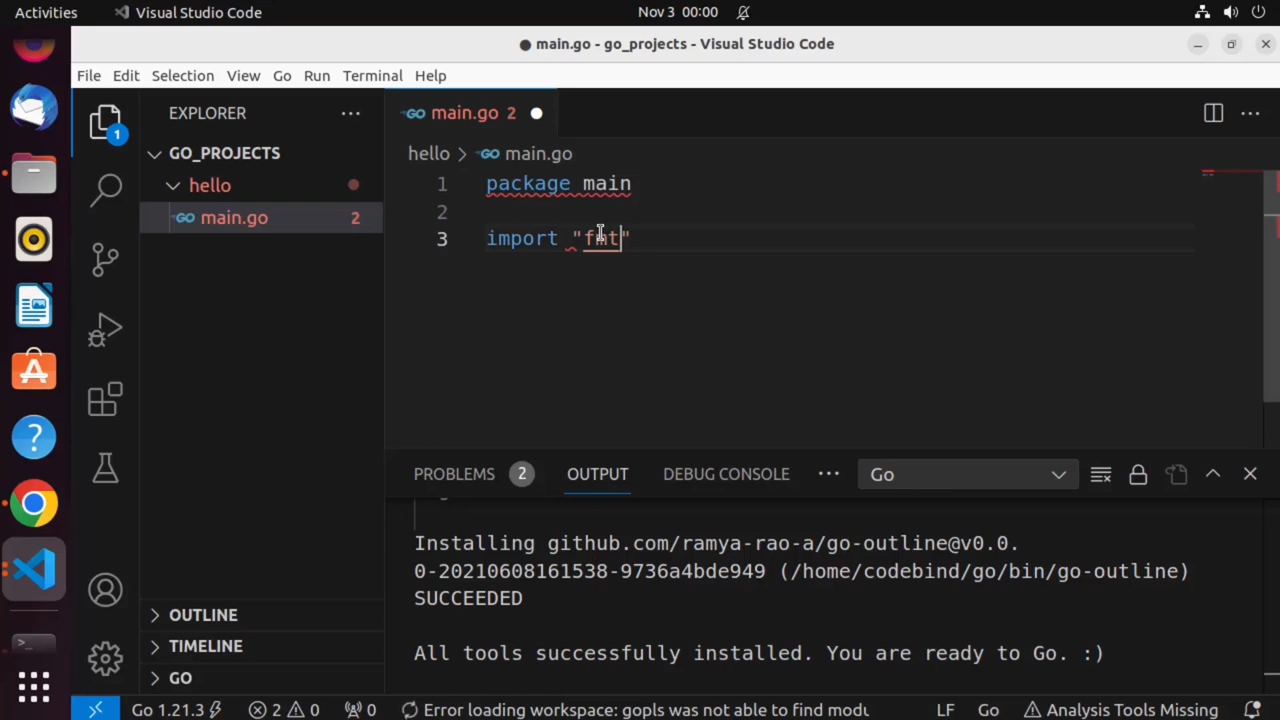 Activities Visual Studio Code Nov 3 00:00
main.go - go_projects - Visual Studio Code
File Edit Selection View Go Run Terminal Help
EXPLORER
GO_PROJECTS
hello
main.go 2
1
main.go 2
hello > main.go
1 package main
2
3 import "fmt"
PROBLEMS 2 OUTPUT DEBUG CONSOLE Go
Installing github.com/ramya-rao-a/go-outline@v0.0.
0-20210608161538-9736a4bde949 (/home/codebind/go/bin/go-outline)
SUCCEEDED
All tools successfully installed. You are ready to Go. :)
OUTLINE
TIMELINE
GO
Go 1.21.3 2 0 0 Error loading workspace: gopls was not able to find modu LF Go Analysis Tools Missing